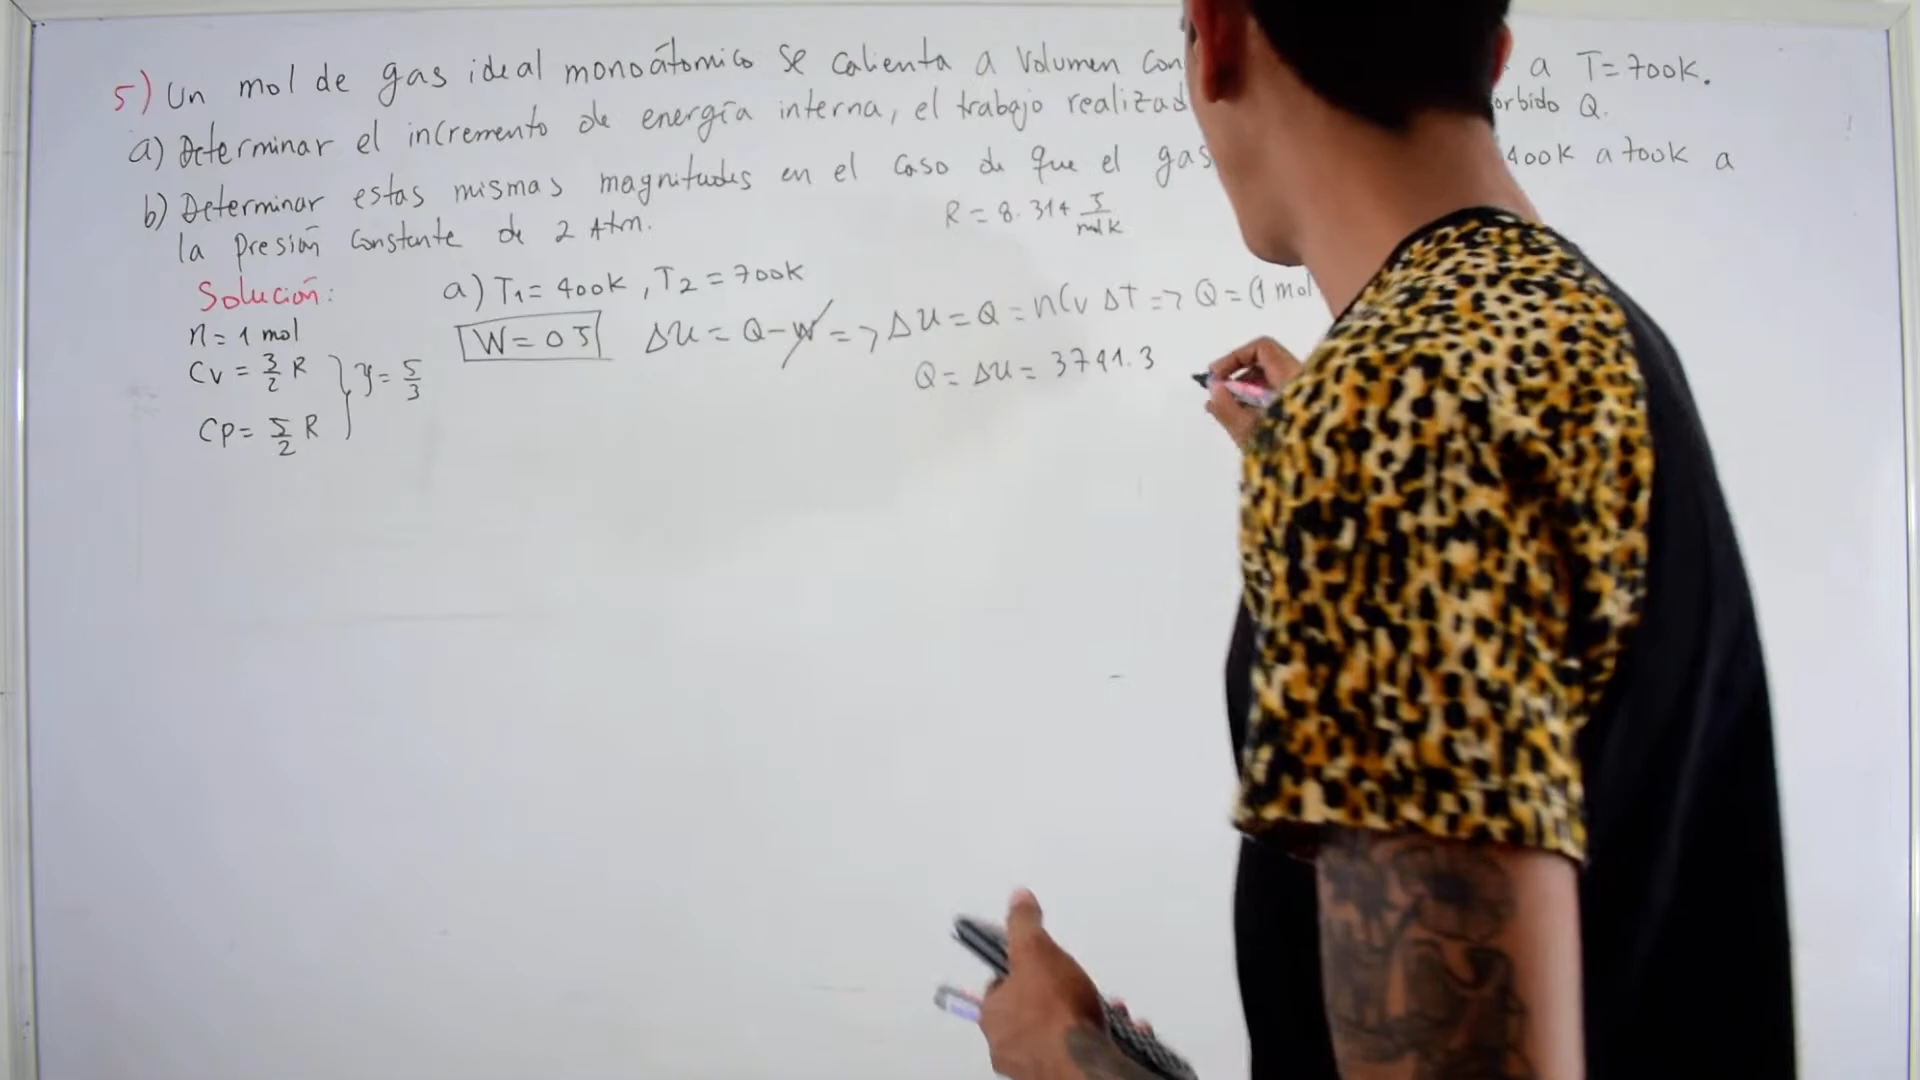 5) Un mol de gas ideal monoátomico se calienta a Volumen con a T=700K.
a) Determinar el incremento de energía interna, el trabajo realizad orbido Q.
b) Determinar estas mismas magnitudes en el caso de que el gas 400K a 700K a
la presión constante de 2 Atm.
R = 8.314 J/mol K
Solución:
a) T1 = 400K, T2 = 700K
n = 1 mol
W = 0 J
ΔU = Q - W => ΔU = Q = nCv ΔT => Q = (1 mol
Cv = 3/2 R
γ = 5/3
Q = ΔU = 3741.3
Cp = 5/2 R